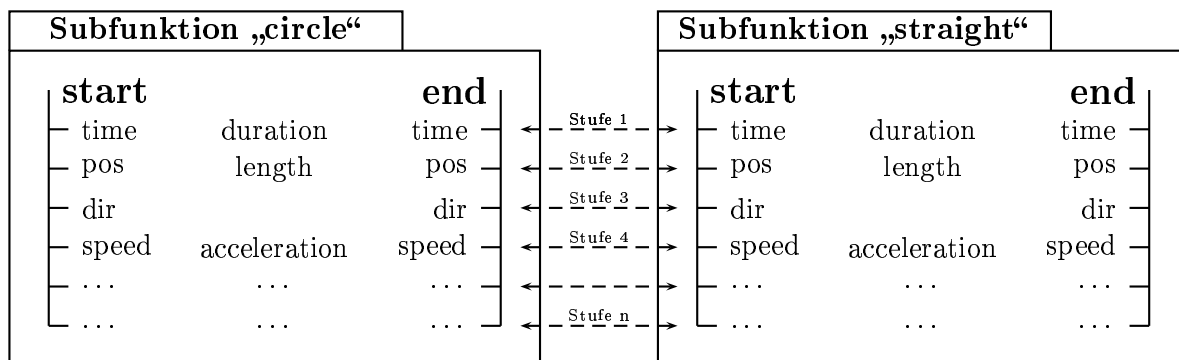 Subfunktion „circle“ Subfunktion „straight“
start end start end
time duration time Stufe 1 time duration time
pos length pos Stufe 2 pos length pos
dir dir Stufe 3 dir dir
speed acceleration speed Stufe 4 speed acceleration speed
... ... ... ... ... ...
... ... ... Stufe n ... ... ...